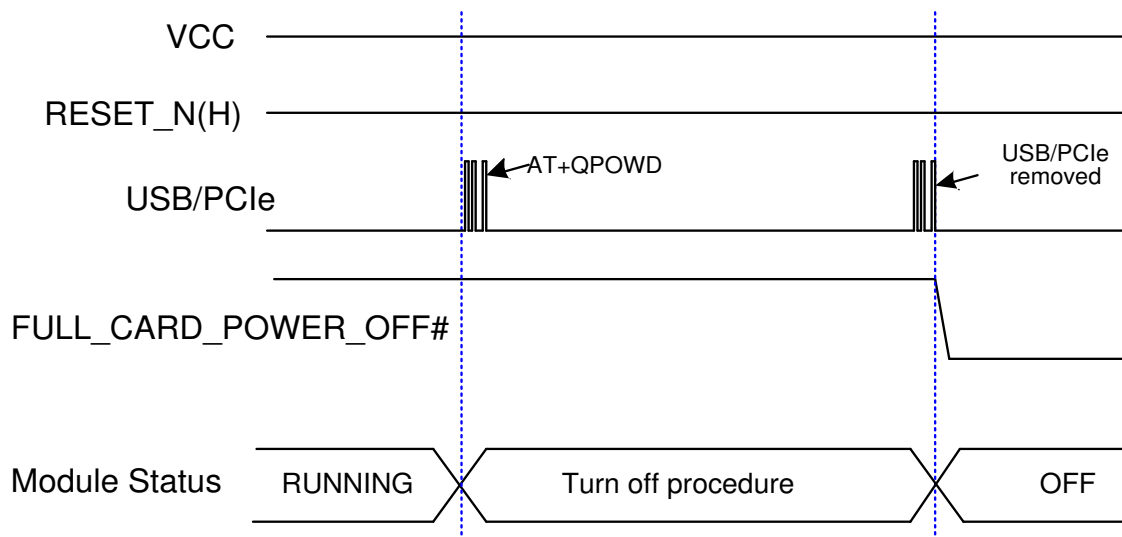 VCC
RESET_N(H)
USB/PCIe
AT+QPOWD
USB/PCIe
removed
FULL_CARD_POWER_OFF#
Module Status
RUNNING
Turn off procedure
OFF